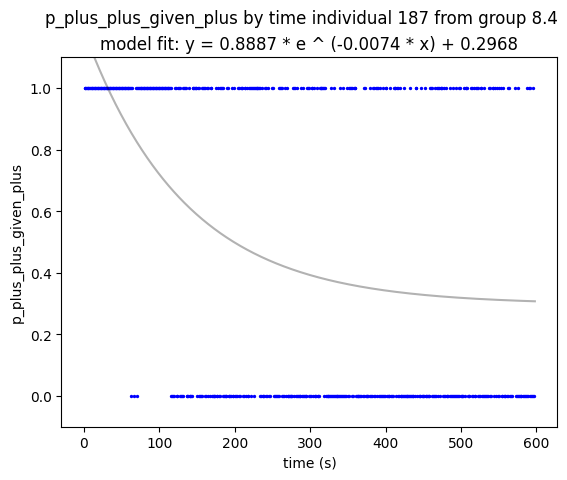 p_plus_plus_given_plus by time individual 187 from group 8.4
model fit: y = 0.8887 * e ^ (-0.0074 * x) + 0.2968
1.0
0.8
0.6
0.4
0.2
0.0
p_plus_plus_given_plus
0 100 200 300 400 500 600
time (s)